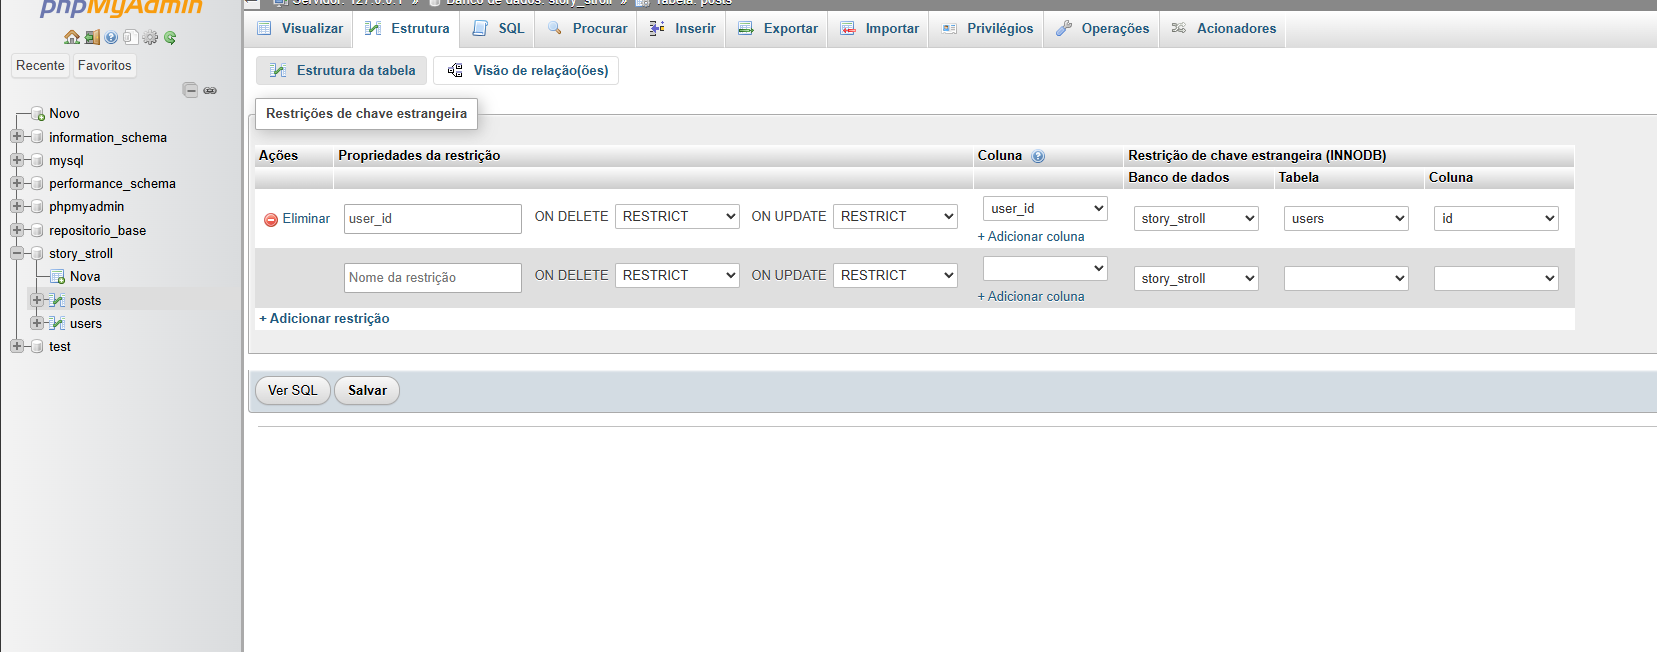 phpMyAdmin
Recente Favoritos
Novo
information_schema
mysql
performance_schema
phpmyadmin
repositorio_base
story_stroll
Nova
posts
users
test
Servidor: 127.0.0.1 » Banco de dados: story_stroll » Tabela: posts
Visualizar Estrutura SQL Procurar Inserir Exportar Importar Privilégios Operações Acionadores
Estrutura da tabela Visão de relação(ões)
Restrições de chave estrangeira
Ações Propriedades da restrição Coluna Restrição de chave estrangeira (INNODB)
Banco de dados Tabela Coluna
Eliminar user_id ON DELETE RESTRICT ON UPDATE RESTRICT user_id story_stroll users id
+ Adicionar coluna
Nome da restrição ON DELETE RESTRICT ON UPDATE RESTRICT story_stroll
+ Adicionar coluna
+ Adicionar restrição
Ver SQL Salvar